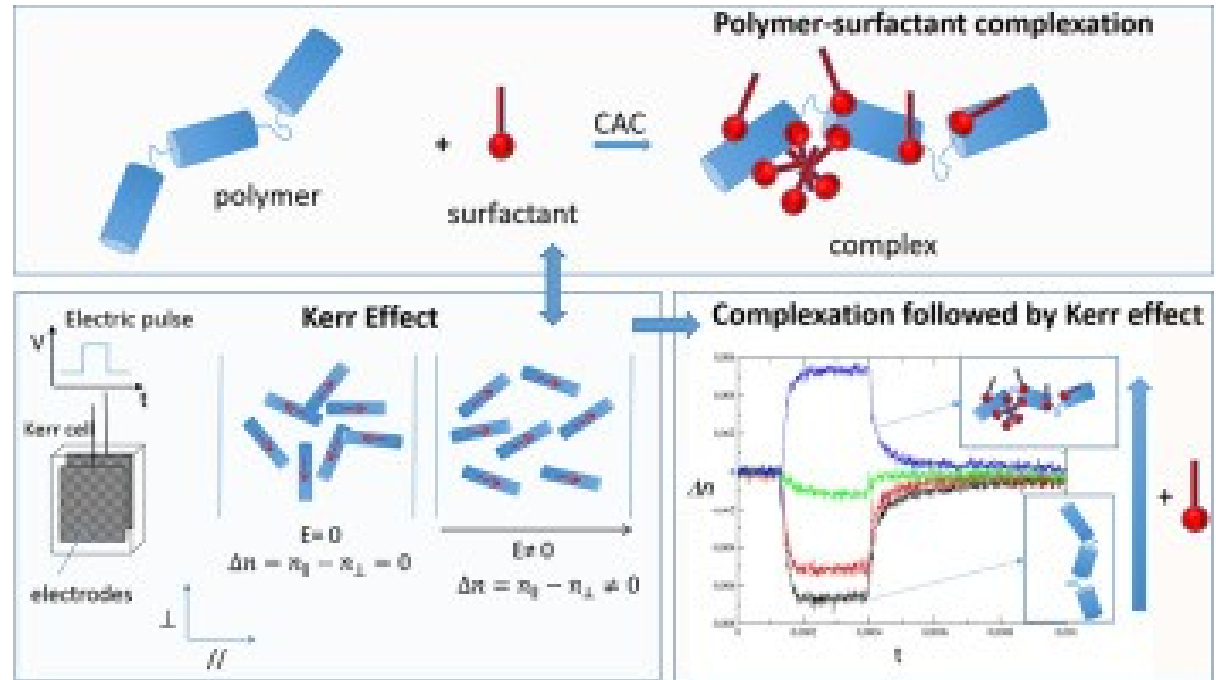 Polymer-surfactant complexation
+
CAC
polymer
surfactant
complex
Electric pulse
V
t
Kerr cell
electrodes
⊥
//
Kerr Effect
E= 0
Δn = n∥ − n⊥ = 0
E≠ 0
Δn = n∥ − n⊥ ≠ 0
Complexation followed by Kerr effect
Δn
t
+